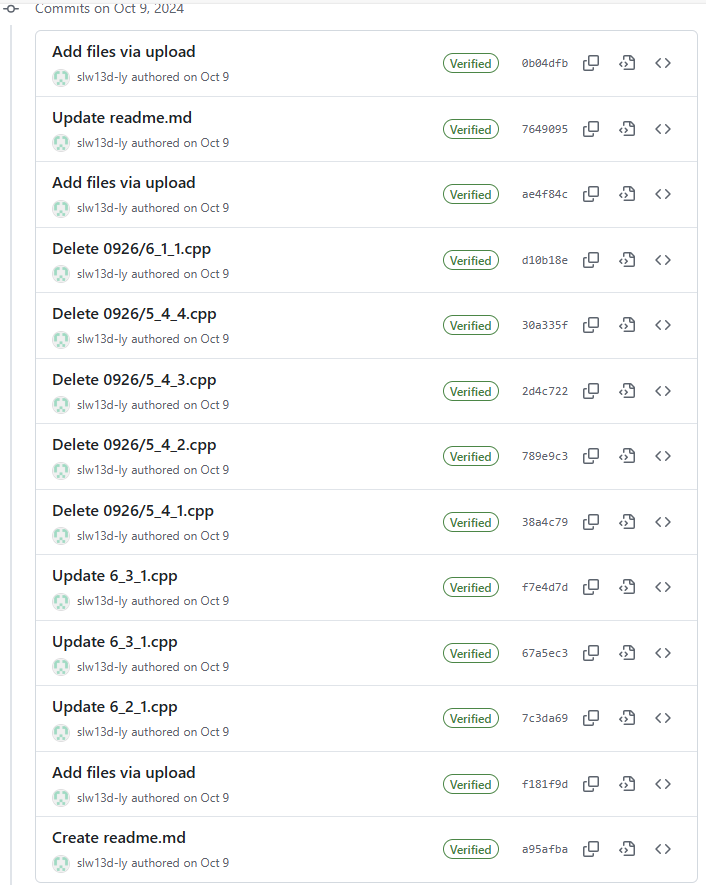 Commits on Oct 9, 2024
Add files via upload
slw13d-ly authored on Oct 9
Verified
0b04dfb
Update readme.md
slw13d-ly authored on Oct 9
Verified
7649095
Add files via upload
slw13d-ly authored on Oct 9
Verified
ae4f84c
Delete 0926/6_1_1.cpp
slw13d-ly authored on Oct 9
Verified
d10b18e
Delete 0926/5_4_4.cpp
slw13d-ly authored on Oct 9
Verified
30a335f
Delete 0926/5_4_3.cpp
slw13d-ly authored on Oct 9
Verified
2d4c722
Delete 0926/5_4_2.cpp
slw13d-ly authored on Oct 9
Verified
789e9c3
Delete 0926/5_4_1.cpp
slw13d-ly authored on Oct 9
Verified
38a4c79
Update 6_3_1.cpp
slw13d-ly authored on Oct 9
Verified
f7e4d7d
Update 6_3_1.cpp
slw13d-ly authored on Oct 9
Verified
67a5ec3
Update 6_2_1.cpp
slw13d-ly authored on Oct 9
Verified
7c3da69
Add files via upload
slw13d-ly authored on Oct 9
Verified
f181f9d
Create readme.md
slw13d-ly authored on Oct 9
Verified
a95afba